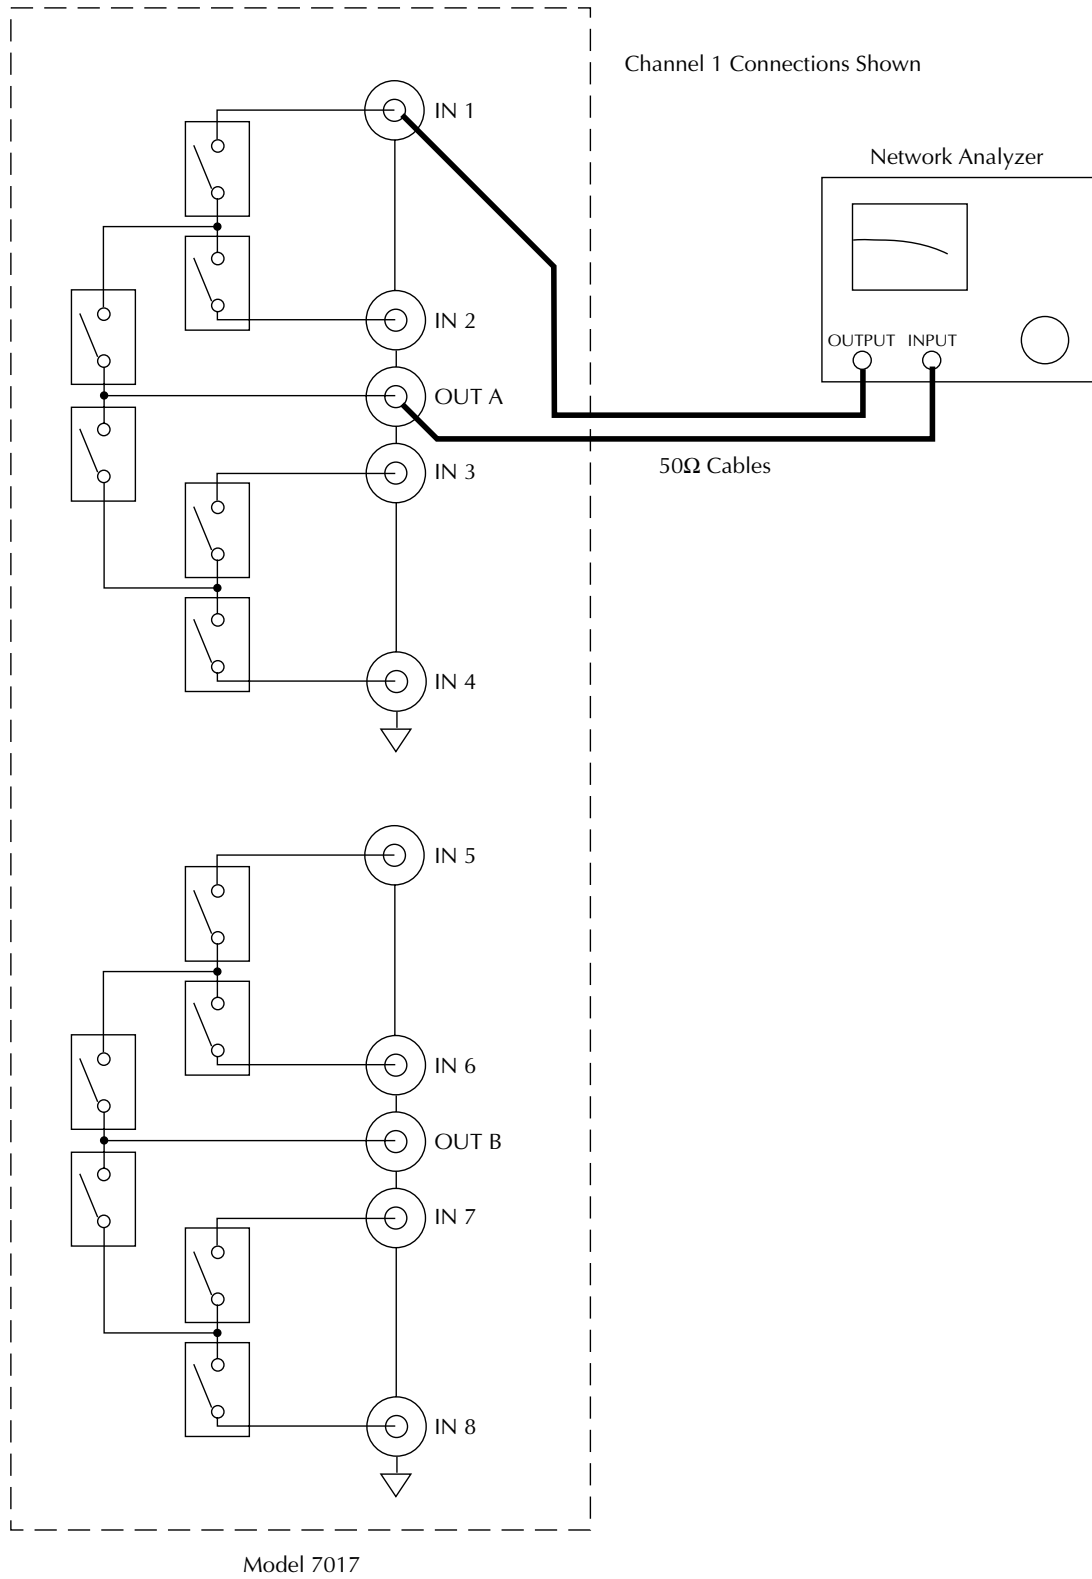 Channel 1 Connections Shown
IN 1
Network Analyzer
IN 2
OUTPUT INPUT
OUT A
50Ω Cables
IN 3
IN 4
IN 5
IN 6
OUT B
IN 7
IN 8
Model 7017